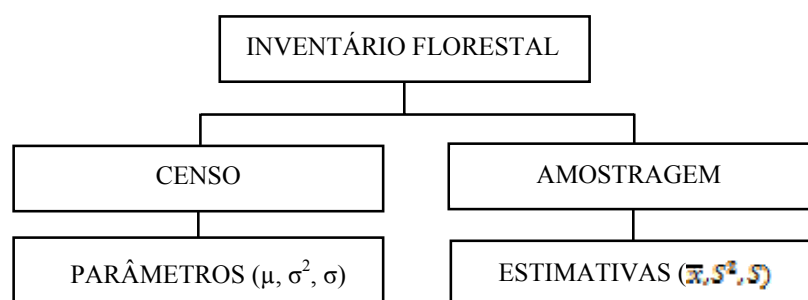 INVENTÁRIO FLORESTAL
CENSO
AMOSTRAGEM
PARÂMETROS (µ, σ², σ)
ESTIMATIVAS (x̅, S², S)